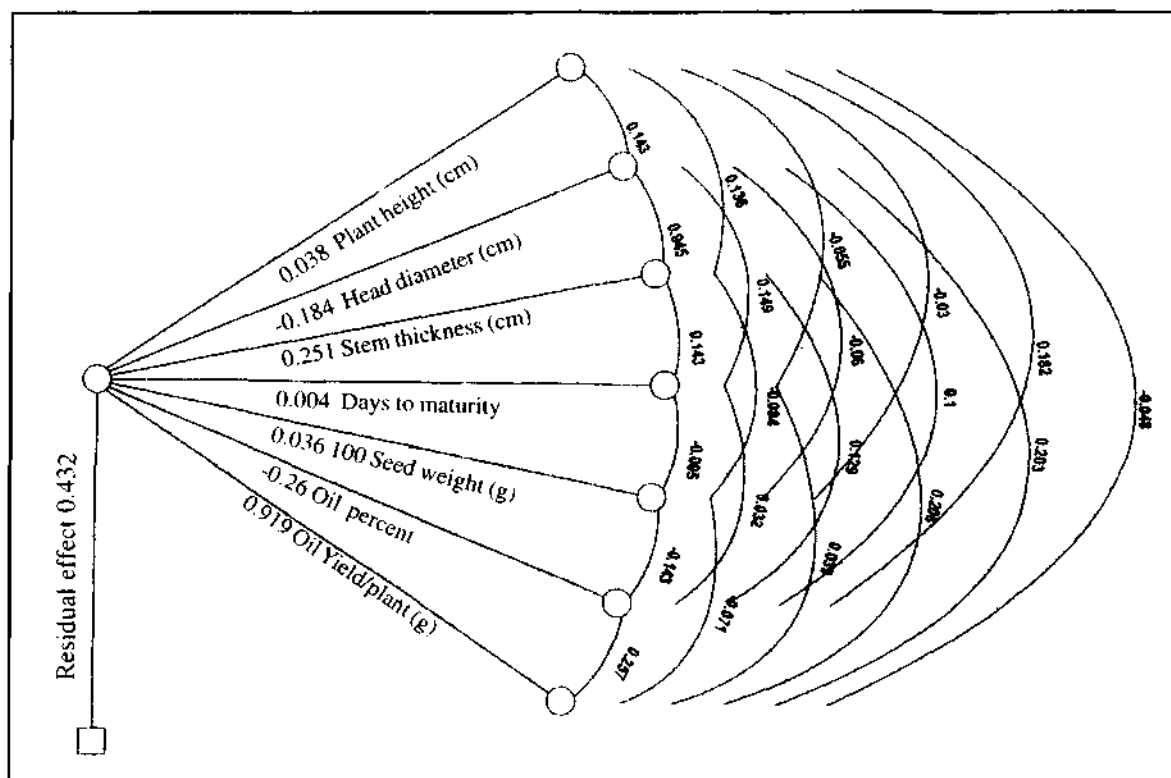 0.038 Plant height (cm)
-0.184 Head diameter (cm)
0.251 Stem thickness (cm)
0.004 Days to maturity
0.036 100 Seed weight (g)
-0.26 Oil percent
0.919 Oil Yield/plant (g)
Residual effect 0.432
0.143
0.945
0.143
-0.095
-0.143
0.257
0.136
0.149
-0.084
0.032
-0.071
-0.055
-0.06
0.129
0.039
-0.03
0.1
0.206
0.182
0.203
-0.048